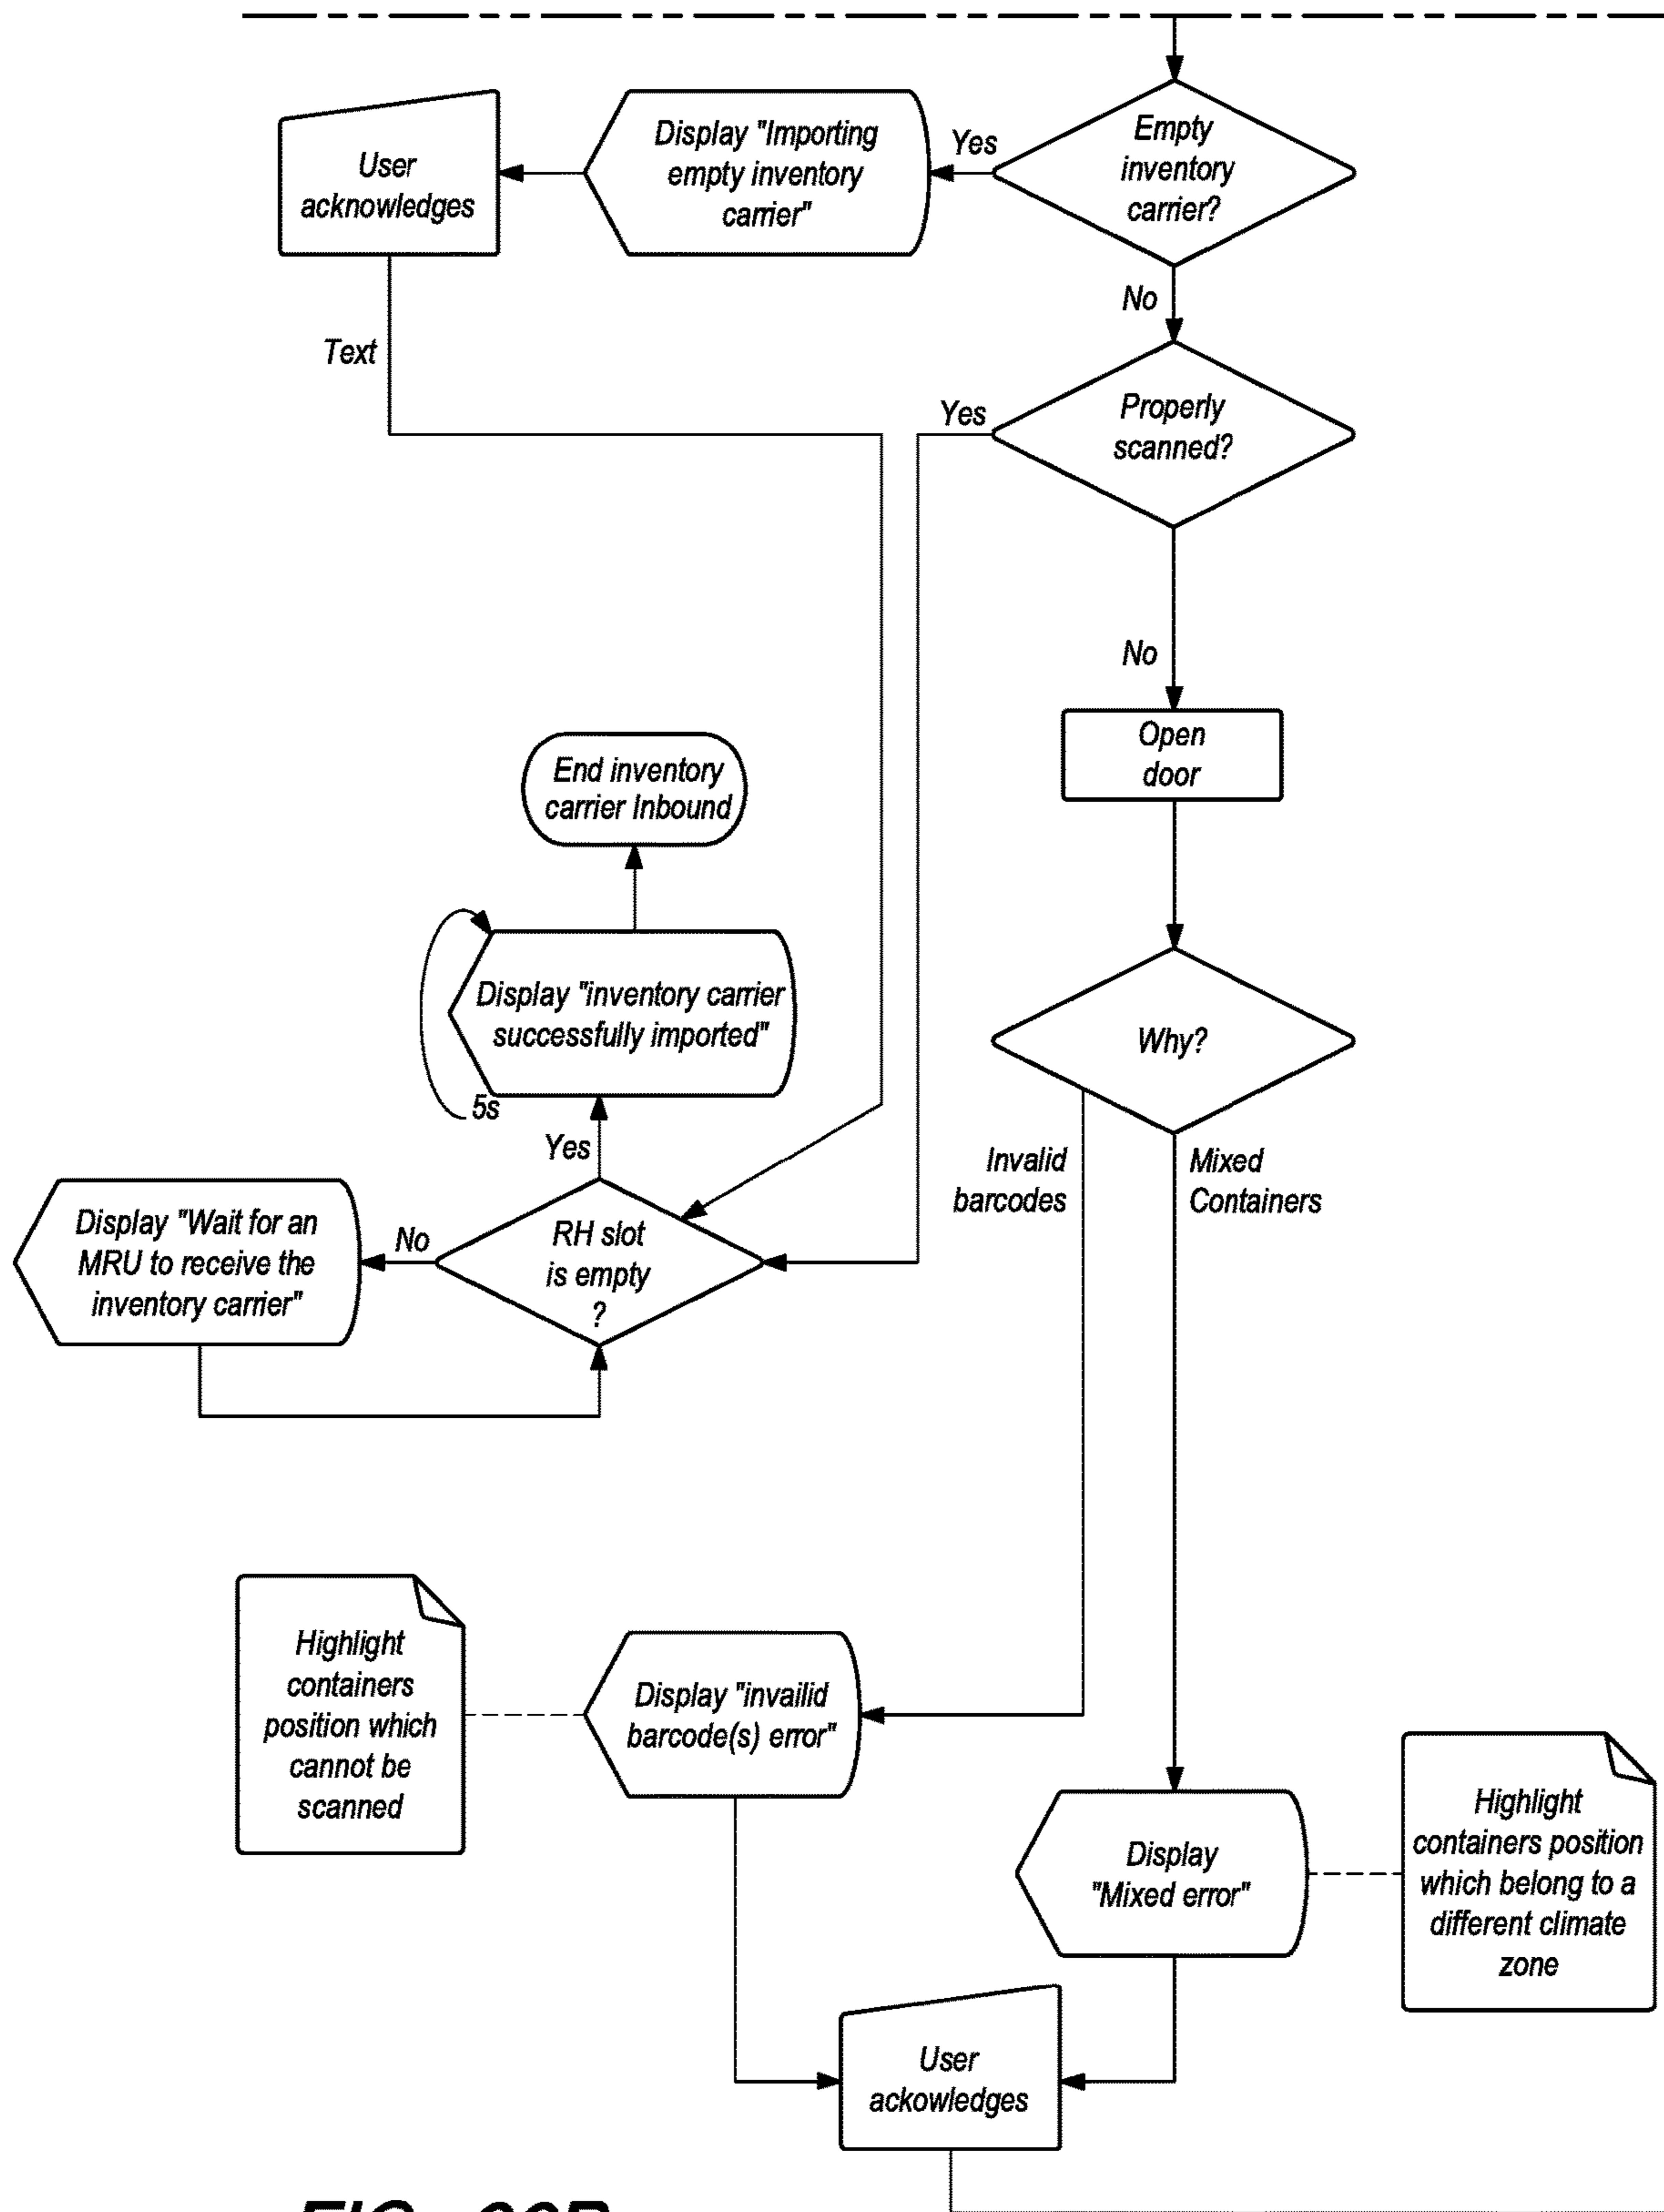 Empty
inventory
carrier?
Yes
Display "Importing
empty inventory
carrier"
User
acknowledges
No
Text
Properly
scanned?
Yes
No
Open
door
End inventory
carrier Inbound
Display "inventory carrier
successfully imported"
5s
Why?
Yes
Invalid
barcodes
Mixed
Containers
RH slot
is empty
?
No
Display "Wait for an
MRU to receive the
inventory carrier"
Highlight
containers
position which
cannot be
scanned
Display "invailid
barcode(s) error"
Display
"Mixed error"
Highlight
containers position
which belong to a
different climate
zone
User
ackowledges